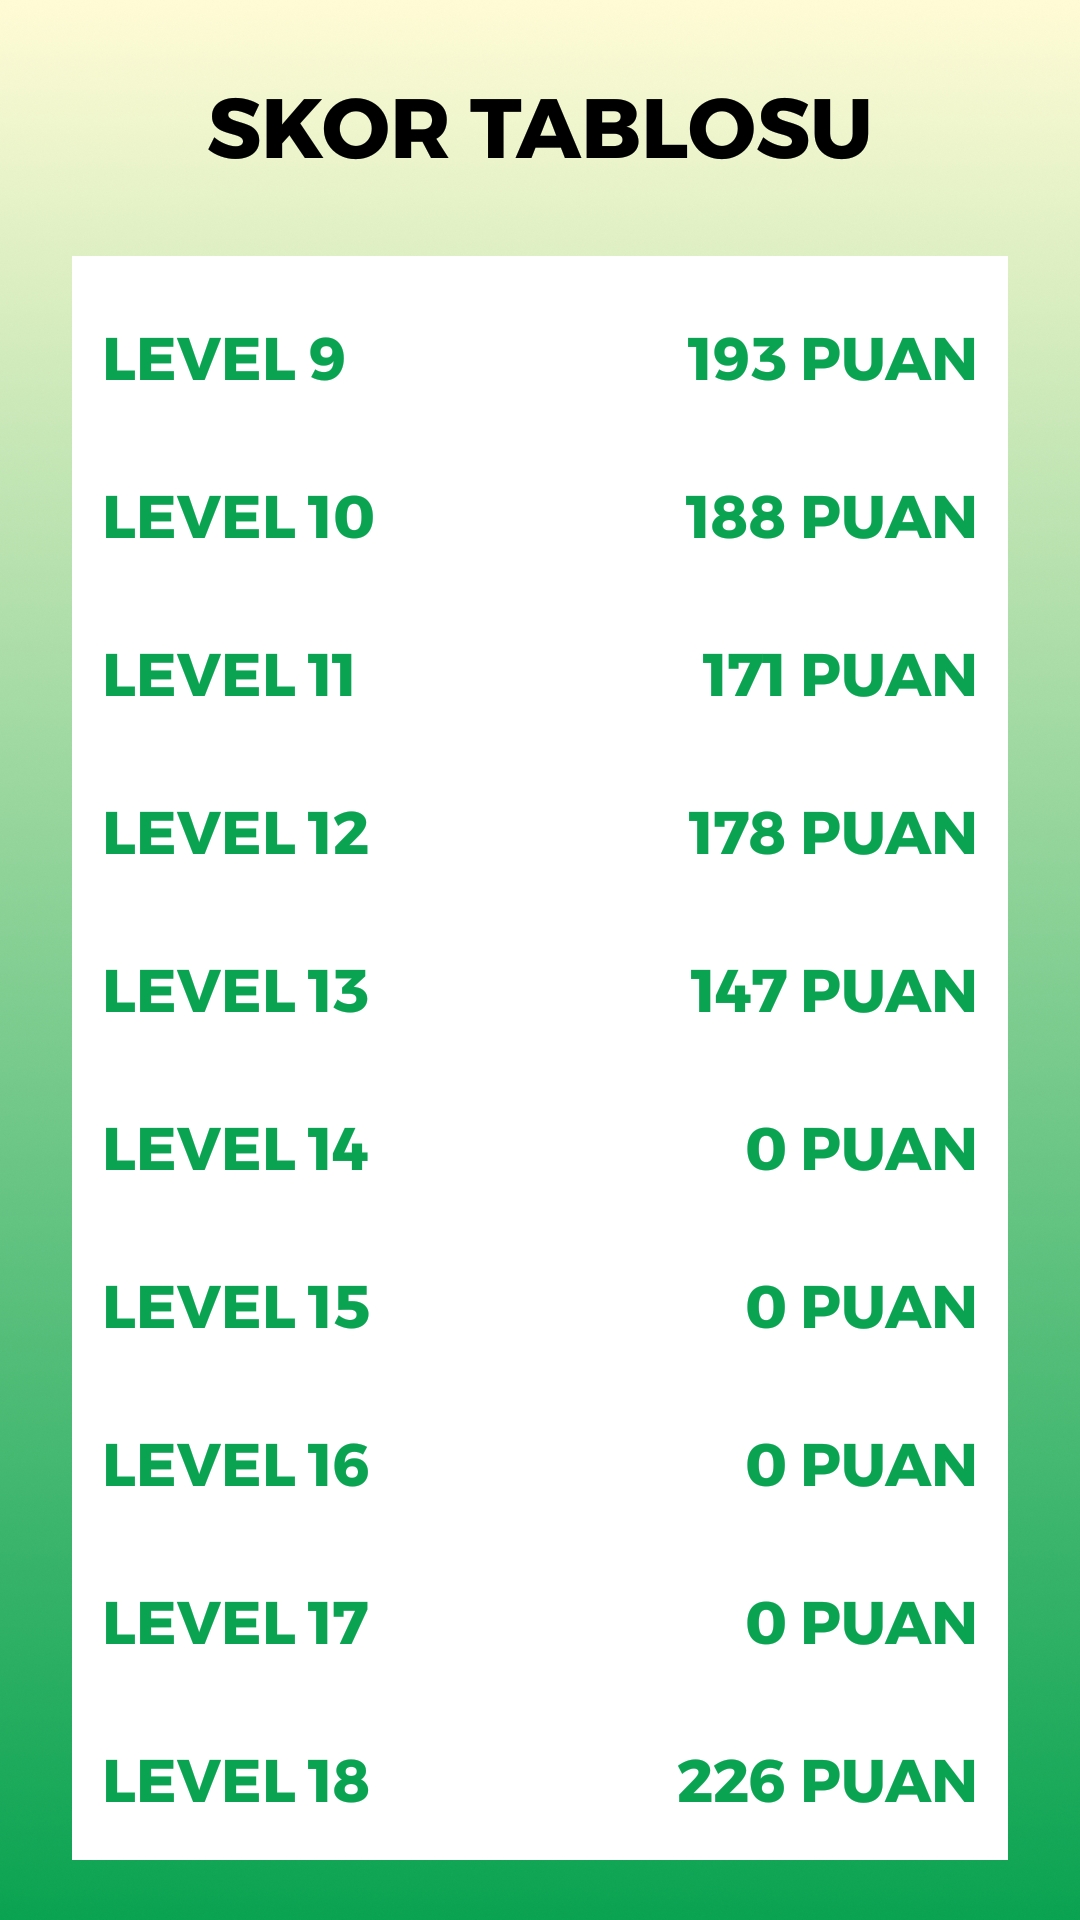 SKOR TABLOSU
LEVEL 9 193 PUAN
LEVEL 10 188 PUAN
LEVEL 11 171 PUAN
LEVEL 12 178 PUAN
LEVEL 13 147 PUAN
LEVEL 14 0 PUAN
LEVEL 15 0 PUAN
LEVEL 16 0 PUAN
LEVEL 17 0 PUAN
LEVEL 18 226 PUAN